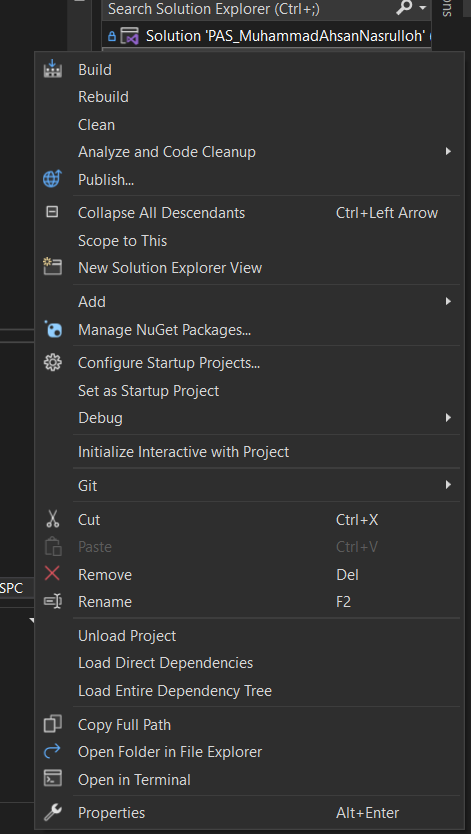 Search Solution Explorer (Ctrl+;)
Solution 'PAS_MuhammadAhsanNasrulloh' (
ons
Build
Rebuild
Clean
Analyze and Code Cleanup
Publish...
Collapse All Descendants Ctrl+Left Arrow
Scope to This
New Solution Explorer View
Add
Manage NuGet Packages...
Configure Startup Projects...
Set as Startup Project
Debug
Initialize Interactive with Project
Git
Cut Ctrl+X
Paste Ctrl+V
Remove Del
SPC
Rename F2
Unload Project
Load Direct Dependencies
Load Entire Dependency Tree
Copy Full Path
Open Folder in File Explorer
Open in Terminal
Properties Alt+Enter